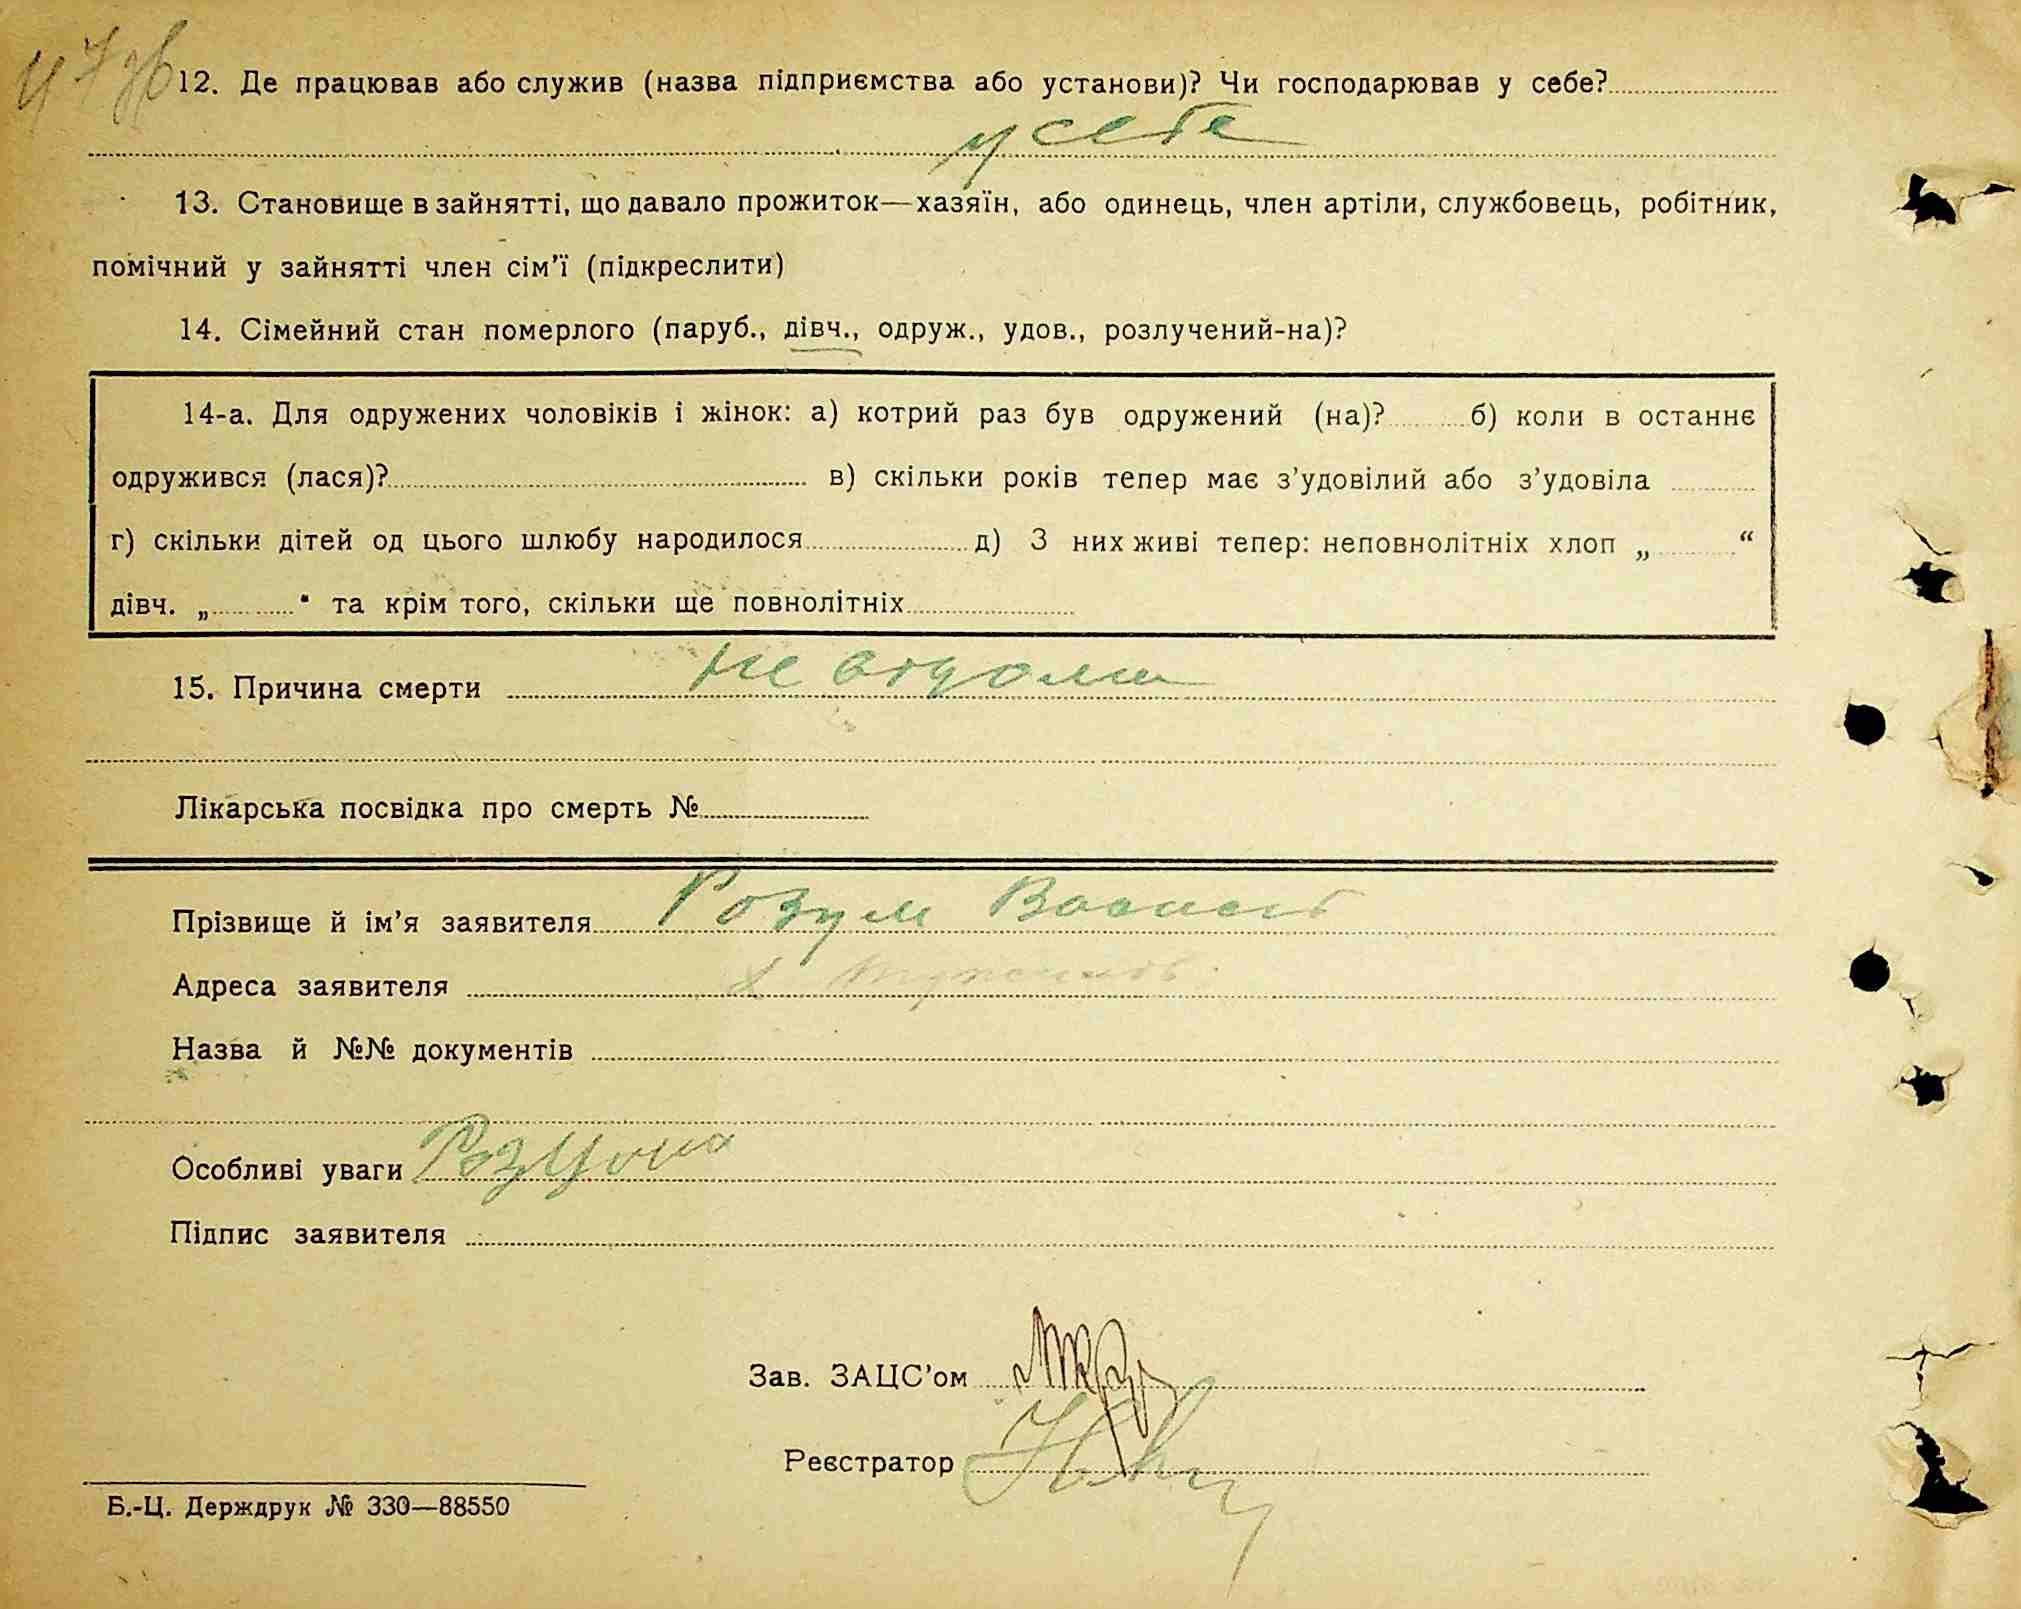 12. Де працював або служив (назва підприємства або установи)? Чи господарював у себе?
у себе
13. Становище в зайнятті, що давало прожиток—хазяїн, або одинець, член артіли, службовець, робітник,
помічний у зайнятті член сім’ї (підкреслити)
14. Сімейний стан померлого (паруб., дівч., одруж., удов., розлучений-на)?
14-а. Для одружених чоловіків і жінок: а) котрий раз був одружений (на)? б) коли в останнє
одружився (лася)? в) скільки років тепер має з’удовілий або з’удовіла
г) скільки дітей од цього шлюбу народилося д) З них живі тепер: неповнолітніх хлоп „ “
дівч. „ “ та крім того, скільки ще повнолітніх
15. Причина смерти
Лікарська посвідка про смерть №
Прізвище й ім’я заявителя Розум
Адреса заявителя
Назва й №№ документів
Особливі уваги
Підпис заявителя
Зав. ЗАЦС’ом
Реєстратор
Б.-Ц. Держдрук № 330—88550